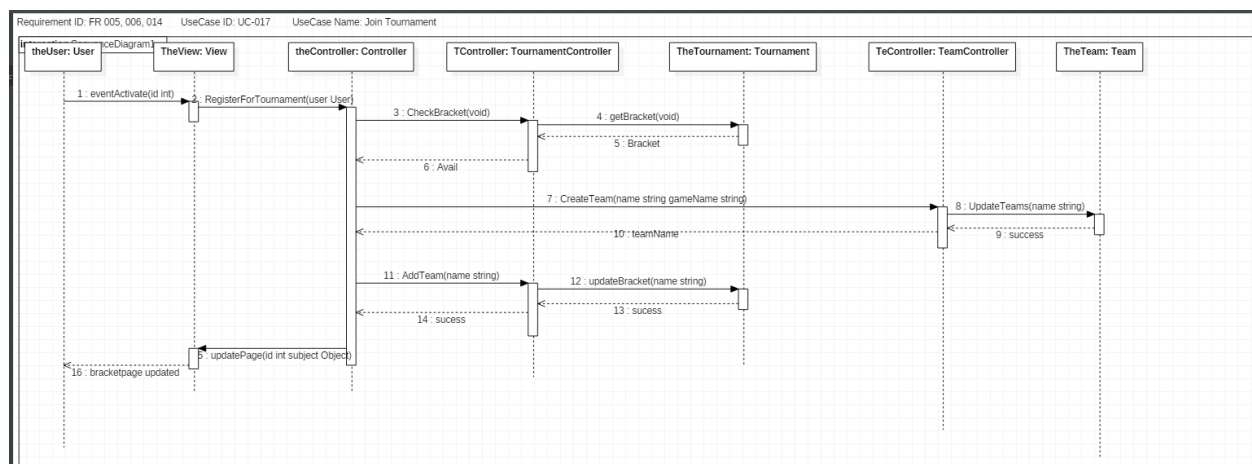 Requirement ID: FR 005, 006, 014 UseCase ID: UC-017 UseCase Name: Join Tournament
interaction SequenceDiagram1
theUser: User TheView: View theController: Controller TController: TournamentController TheTournament: Tournament TeController: TeamController TheTeam: Team
1 : eventActivate(id int)
2 : RegisterForTournament(user User)
3 : CheckBracket(void)
4 : getBracket(void)
5 : Bracket
6 : Avail
7 : CreateTeam(name string gameName string)
8 : UpdateTeams(name string)
9 : success
10 : teamName
11 : AddTeam(name string)
12 : updateBracket(name string)
13 : sucess
14 : sucess
5 : updatePage(id int subject Object)
16 : bracketpage updated